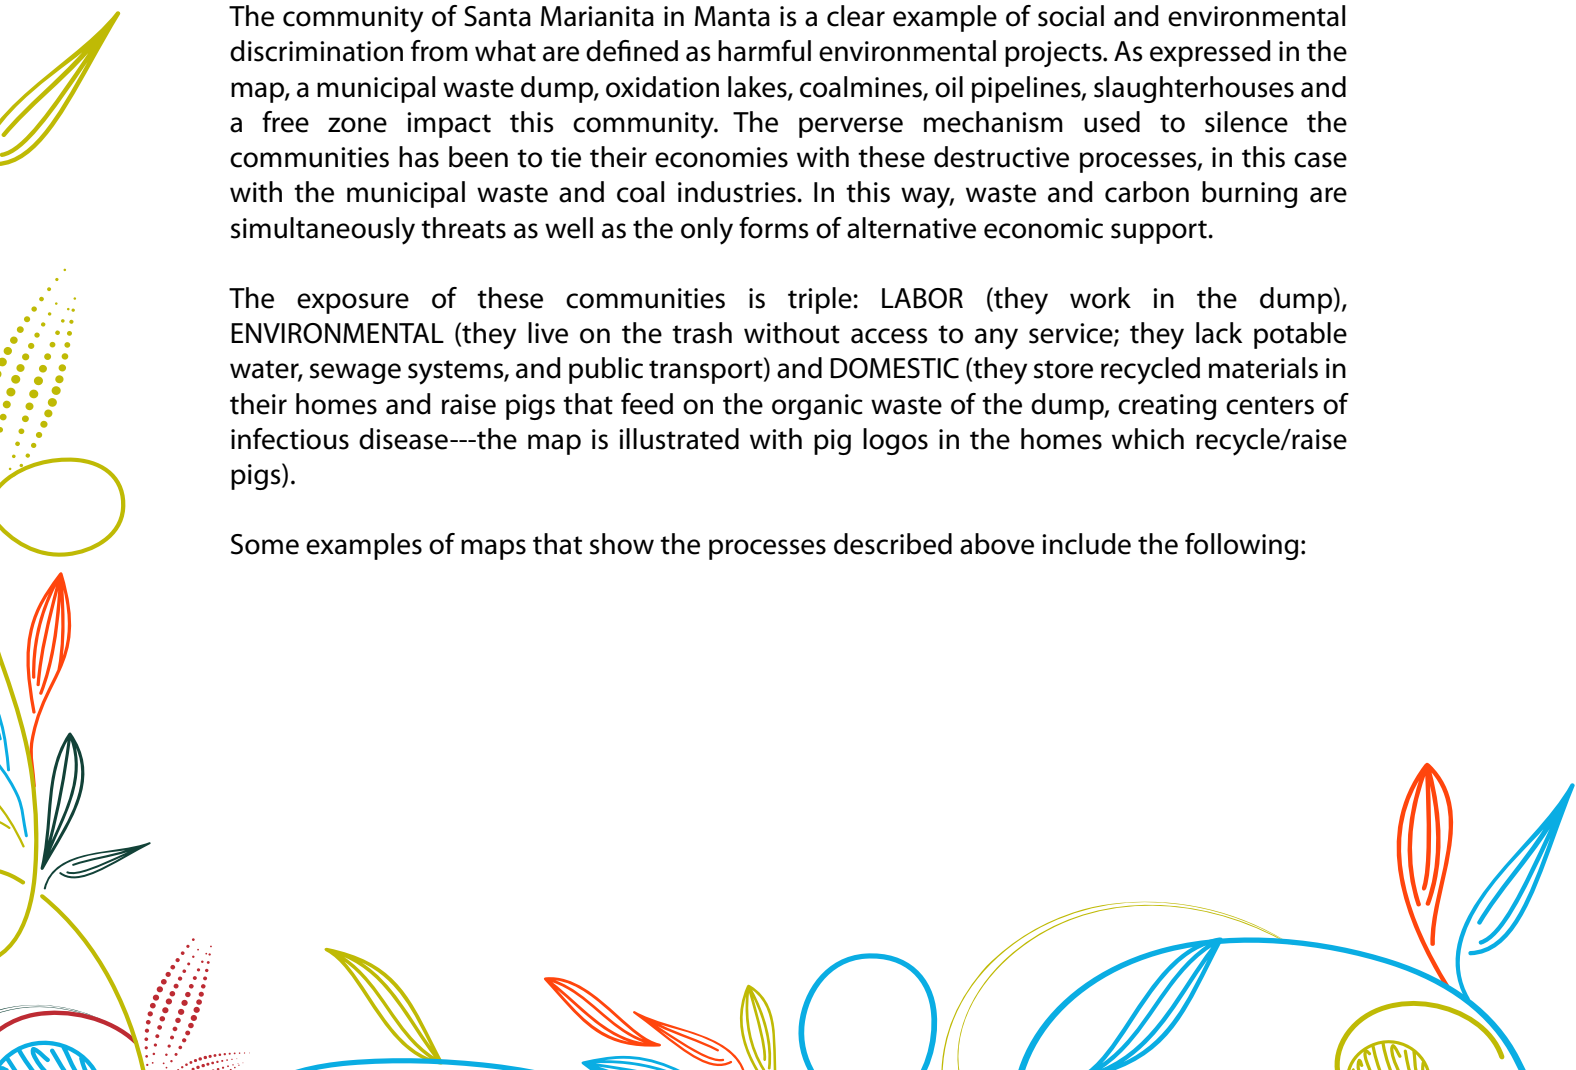 The community of Santa Marianita in Manta is a clear example of social and environmental
discrimination from what are defined as harmful environmental projects. As expressed in the
map, a municipal waste dump, oxidation lakes, coalmines, oil pipelines, slaughterhouses and
a free zone impact this community. The perverse mechanism used to silence the
communities has been to tie their economies with these destructive processes, in this case
with the municipal waste and coal industries. In this way, waste and carbon burning are
simultaneously threats as well as the only forms of alternative economic support.
The exposure of these communities is triple: LABOR (they work in the dump),
ENVIRONMENTAL (they live on the trash without access to any service; they lack potable
water, sewage systems, and public transport) and DOMESTIC (they store recycled materials in
their homes and raise pigs that feed on the organic waste of the dump, creating centers of
infectious disease---the map is illustrated with pig logos in the homes which recycle/raise
pigs).
Some examples of maps that show the processes described above include the following: